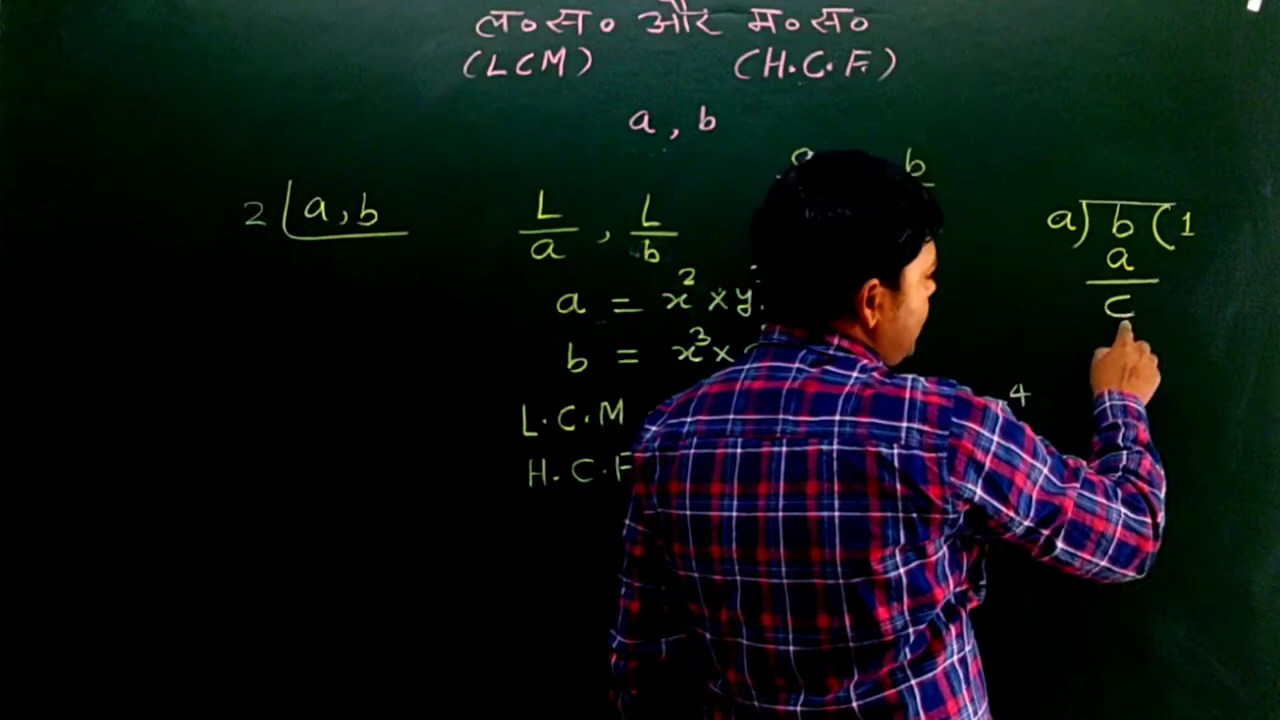 ल०स० और म०स०
(LCM) (H.C.F.)
a, b
a b
2 a, b
L/a , L/b
a = x² × y
b = x³ ×
L.C.M
H.C.F
4
a) b (1
a
c